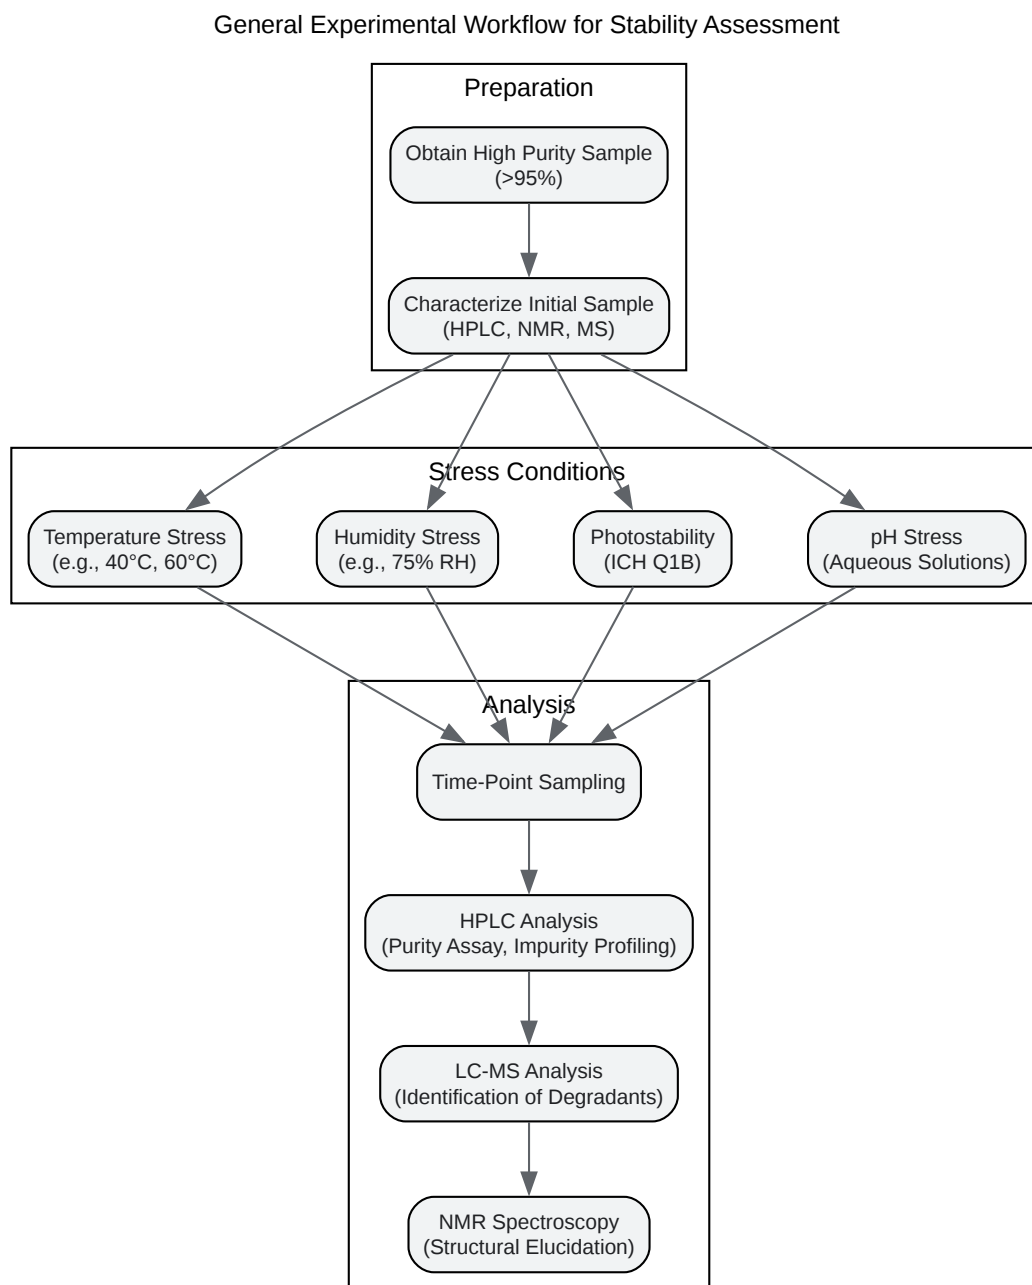 General Experimental Workflow for Stability Assessment
Preparation
Obtain High Purity Sample
(>95%)
Characterize Initial Sample
(HPLC, NMR, MS)
Stress Conditions
Temperature Stress
(e.g., 40°C, 60°C)
Humidity Stress
(e.g., 75% RH)
Photostability
(ICH Q1B)
pH Stress
(Aqueous Solutions)
Analysis
Time-Point Sampling
HPLC Analysis
(Purity Assay, Impurity Profiling)
LC-MS Analysis
(Identification of Degradants)
NMR Spectroscopy
(Structural Elucidation)